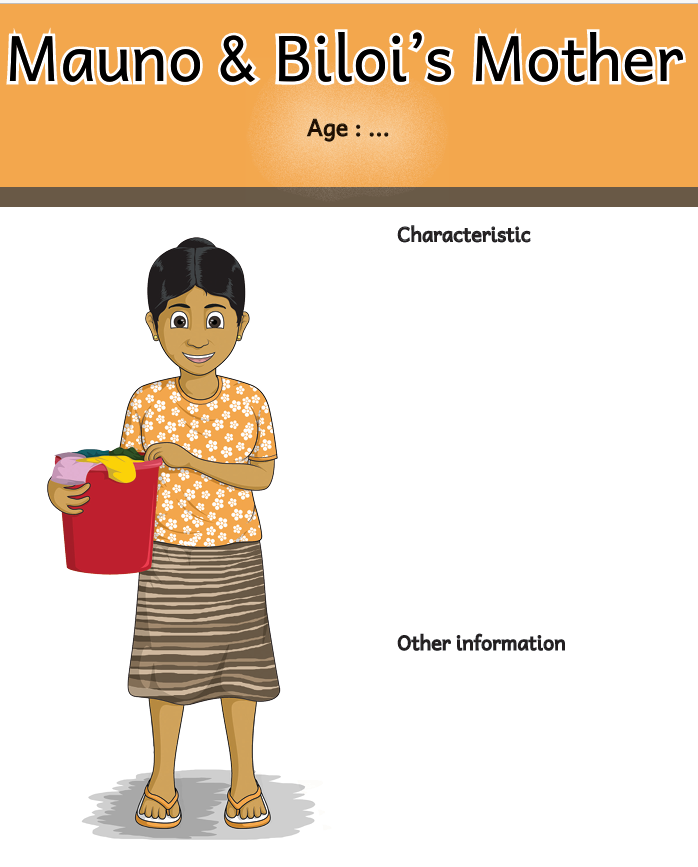 Mauno & Biloi's Mother
Age : ...
Characteristic
Other information